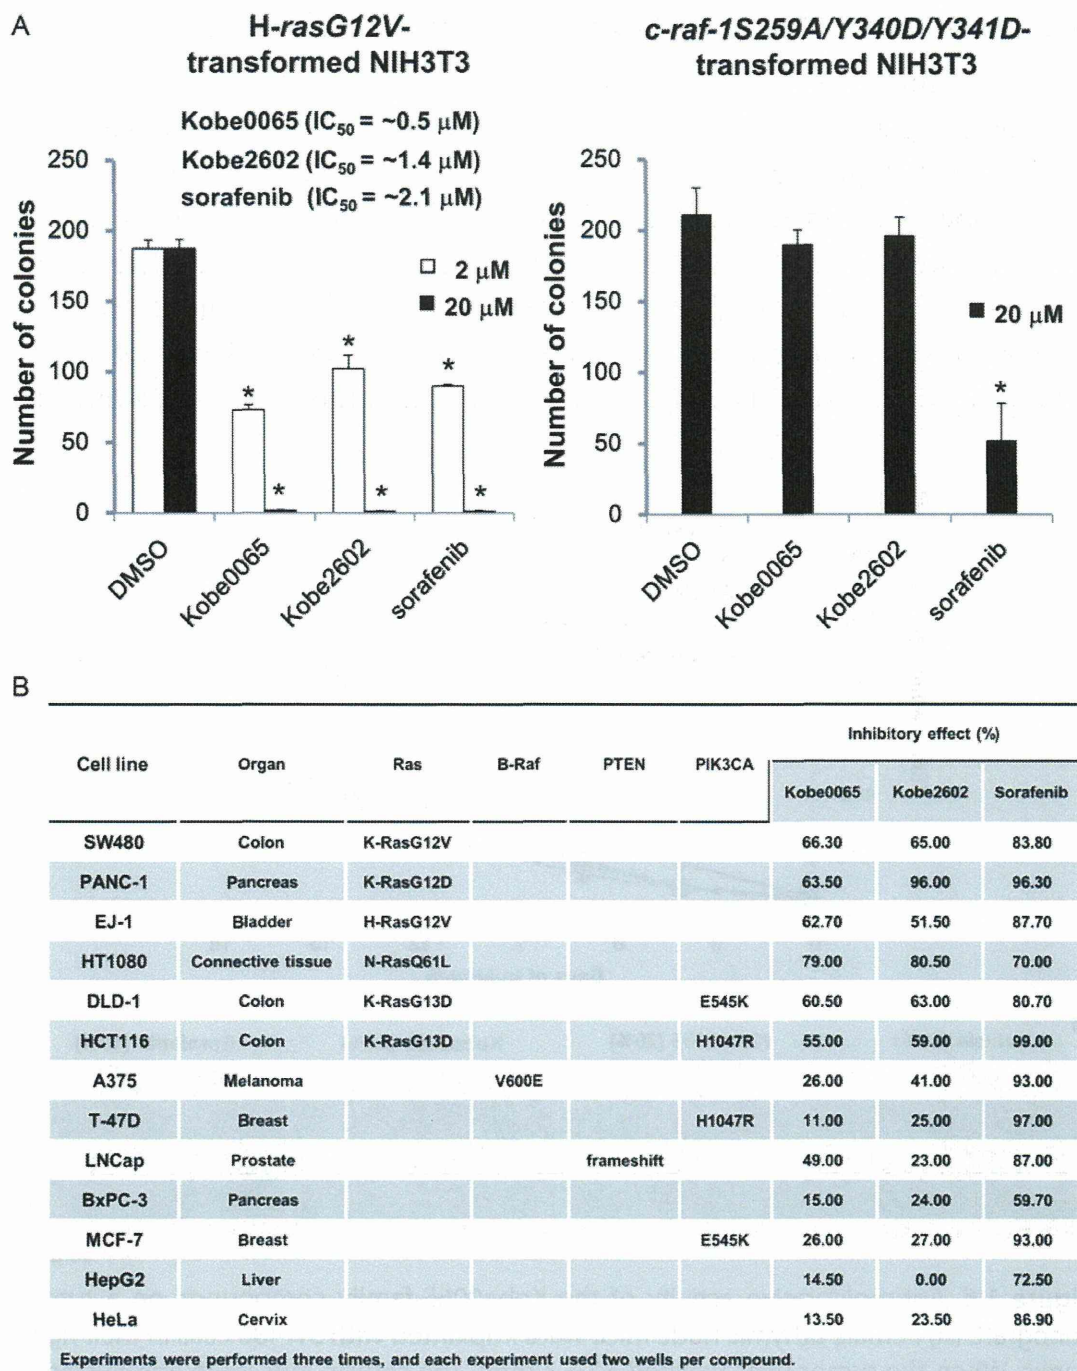 A
H-rasG12V-
transformed NIH3T3
Kobe0065 (IC50 = ~0.5 μM)
Kobe2602 (IC50 = ~1.4 μM)
sorafenib (IC50 = ~2.1 μM)
Number of colonies
250
200
150
100
50
0
2 μM
20 μM
* * * * * *
DMSO
Kobe0065
Kobe2602
sorafenib
c-raf-1S259A/Y340D/Y341D-
transformed NIH3T3
Number of colonies
250
200
150
100
50
0
20 μM
*
DMSO
Kobe0065
Kobe2602
sorafenib
B
Inhibitory effect (%)
Cell line Organ Ras B-Raf PTEN PIK3CA
Kobe0065 Kobe2602 Sorafenib
SW480 Colon K-RasG12V 66.30 65.00 83.80
PANC-1 Pancreas K-RasG12D 63.50 96.00 96.30
EJ-1 Bladder H-RasG12V 62.70 51.50 87.70
HT1080 Connective tissue N-RasQ61L 79.00 80.50 70.00
DLD-1 Colon K-RasG13D E545K 60.50 63.00 80.70
HCT116 Colon K-RasG13D H1047R 55.00 59.00 99.00
A375 Melanoma V600E 26.00 41.00 93.00
T-47D Breast H1047R 11.00 25.00 97.00
LNCap Prostate frameshift 49.00 23.00 87.00
BxPC-3 Pancreas 15.00 24.00 59.70
MCF-7 Breast E545K 26.00 27.00 93.00
HepG2 Liver 14.50 0.00 72.50
HeLa Cervix 13.50 23.50 86.90
Experiments were performed three times, and each experiment used two wells per compound.